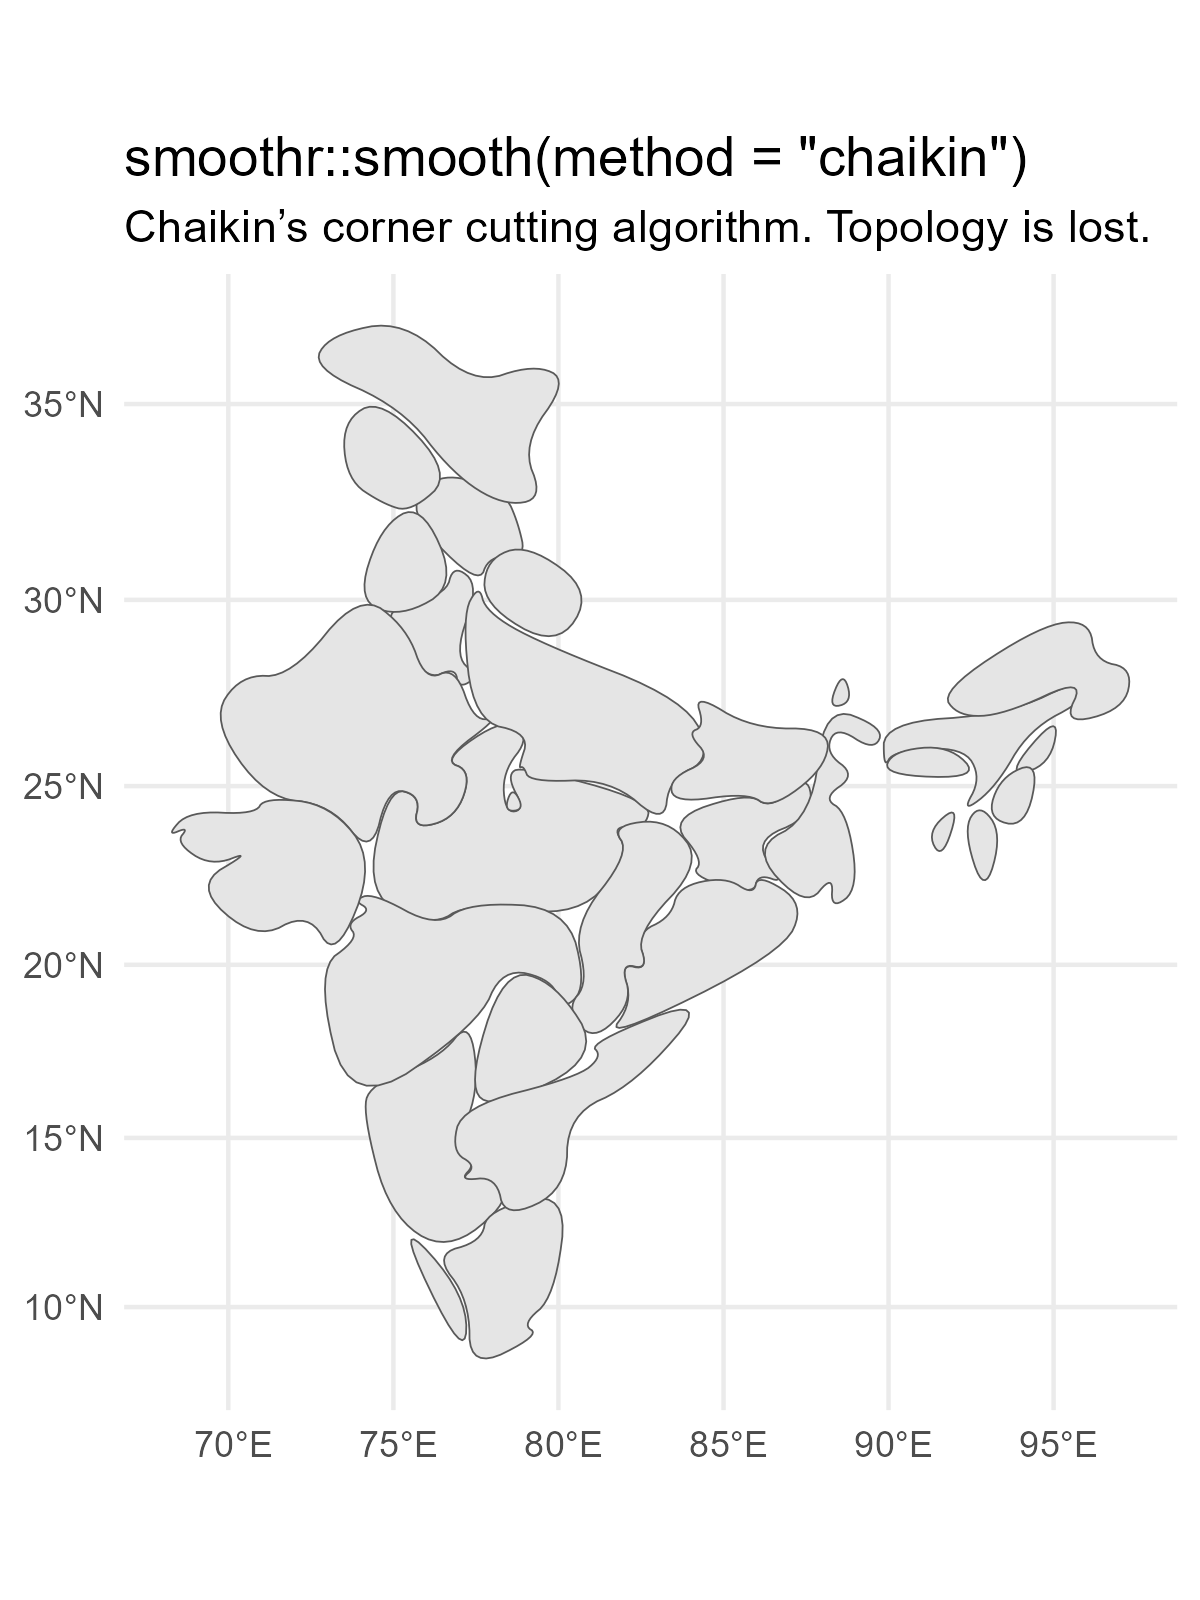 smoothr::smooth(method = "chaikin")
Chaikin’s corner cutting algorithm. Topology is lost.
35°N
30°N
25°N
20°N
15°N
10°N
70°E 75°E 80°E 85°E 90°E 95°E